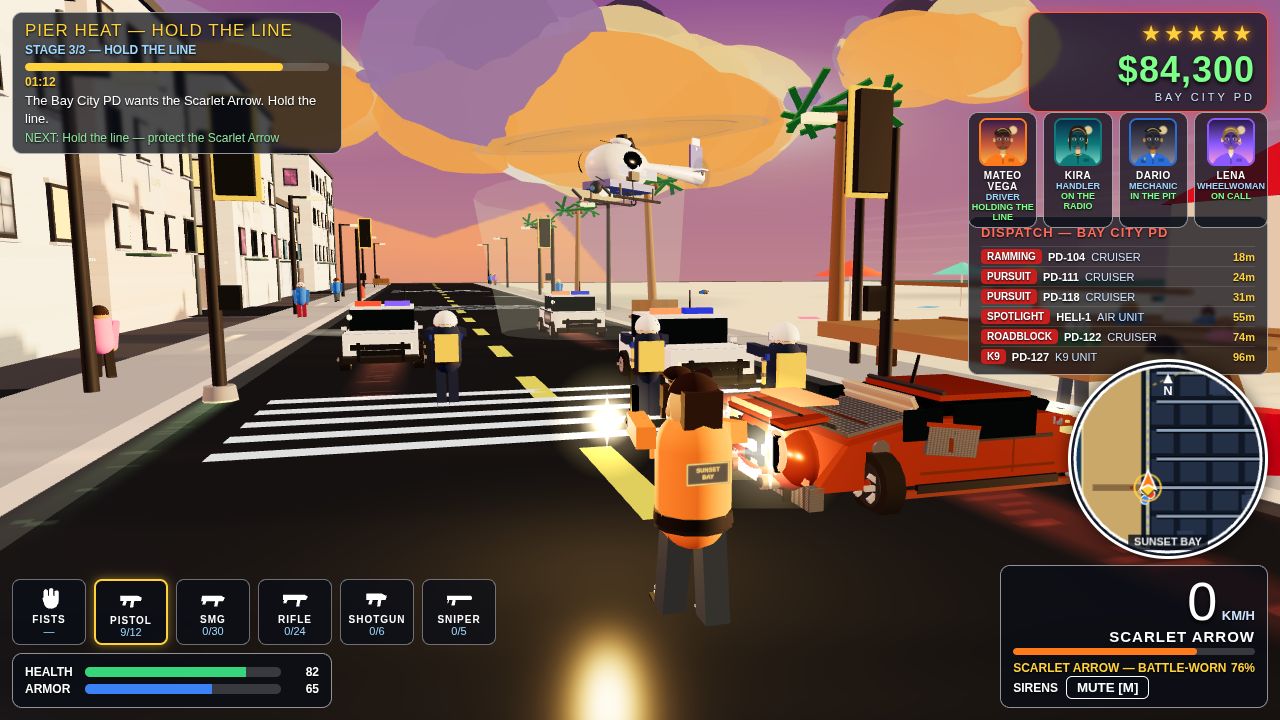 PIER HEAT — HOLD THE LINE
STAGE 3/3 — HOLD THE LINE
01:12
The Bay City PD wants the Scarlet Arrow. Hold the
line.
NEXT: Hold the line — protect the Scarlet Arrow
★★★★★
$84,300
BAY CITY PD
MATEO VEGA
DRIVER
HOLDING THE LINE
KIRA
HANDLER
ON THE RADIO
DARIO
MECHANIC
IN THE PIT
LENA
WHEELWOMAN
ON CALL
DISPATCH — BAY CITY PD
RAMMING PD-104 CRUISER 18m
PURSUIT PD-111 CRUISER 24m
PURSUIT PD-118 CRUISER 31m
SPOTLIGHT HELI-1 AIR UNIT 55m
ROADBLOCK PD-122 CRUISER 74m
K9 PD-127 K9 UNIT 96m
N
SUNSET BAY
SUNSET
BAY
FISTS
—
PISTOL
9/12
SMG
0/30
RIFLE
0/24
SHOTGUN
0/6
SNIPER
0/5
HEALTH 82
ARMOR 65
0 KM/H
SCARLET ARROW
SCARLET ARROW — BATTLE-WORN 76%
SIRENS MUTE [M]